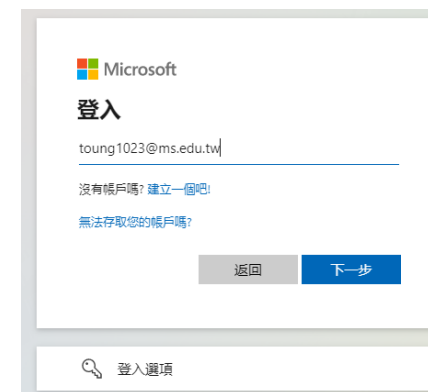 Microsoft
登入
toung1023@ms.edu.tw
沒有帳戶嗎? 建立一個吧!
無法存取您的帳戶嗎?
返回 下一步
登入選項